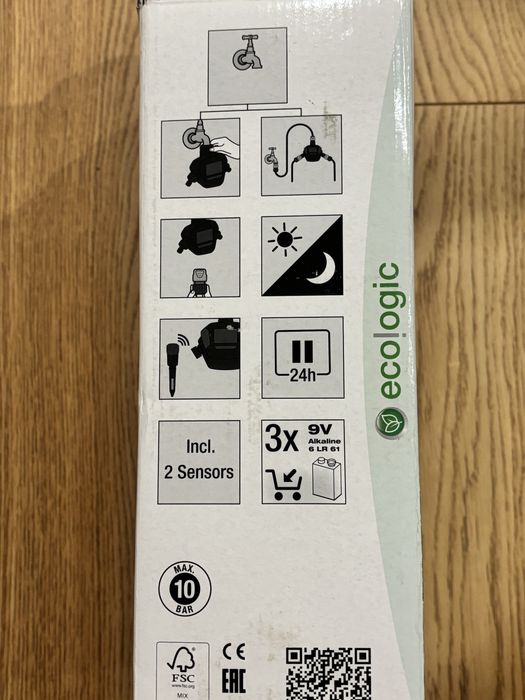 24h
Incl.
2 Sensors
3x
9V
Alkaline
6 LR 61
ecologic
MAX.
10
BAR
FSC
www.fsc.org
MIX
CE
EAC